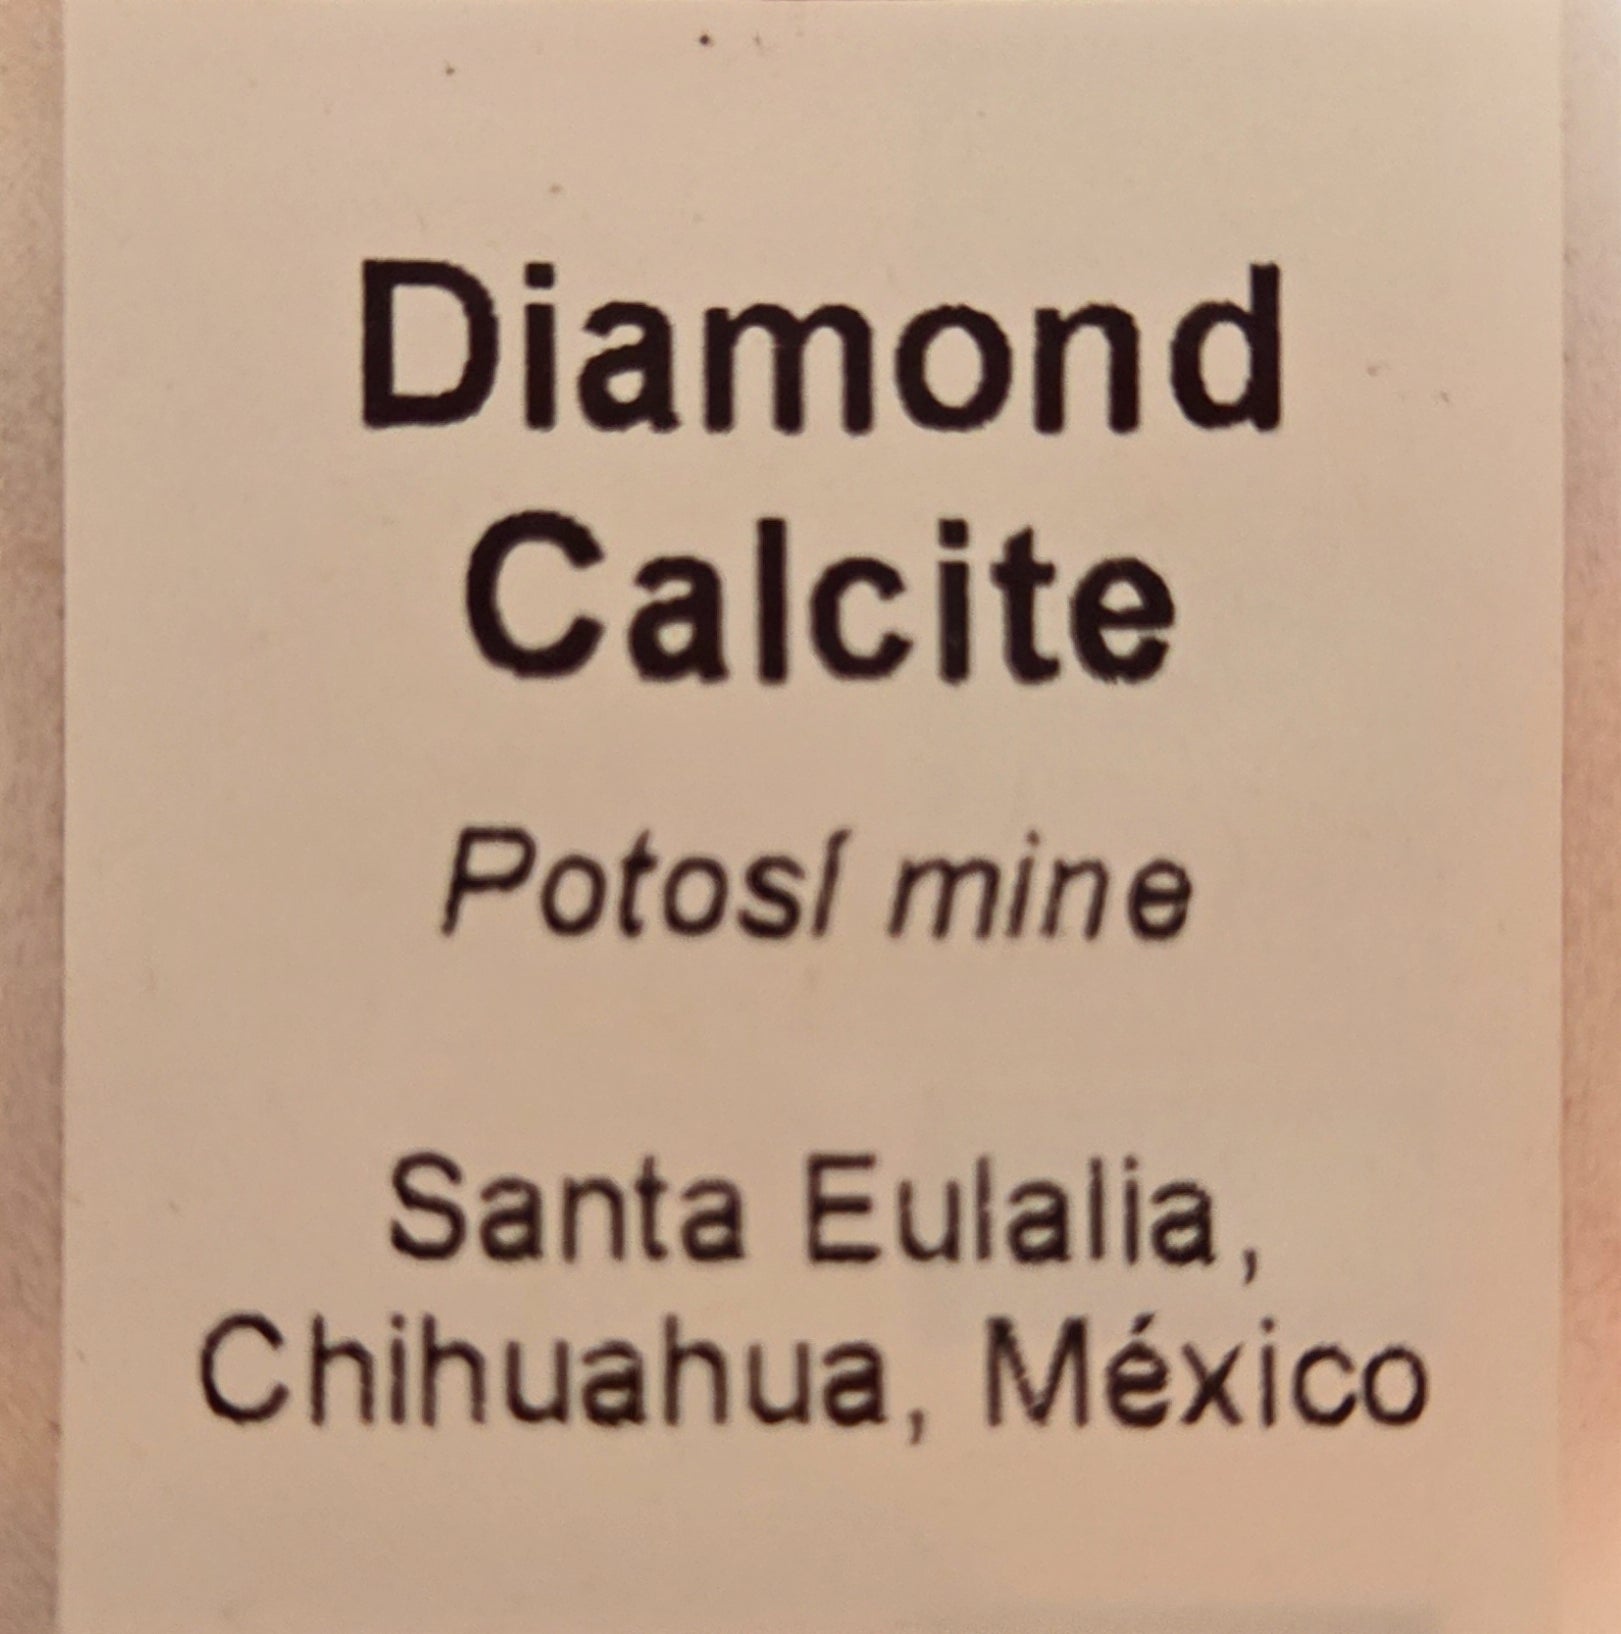 Diamond
Calcite
Potosí mine
Santa Eulalia,
Chihuahua, México